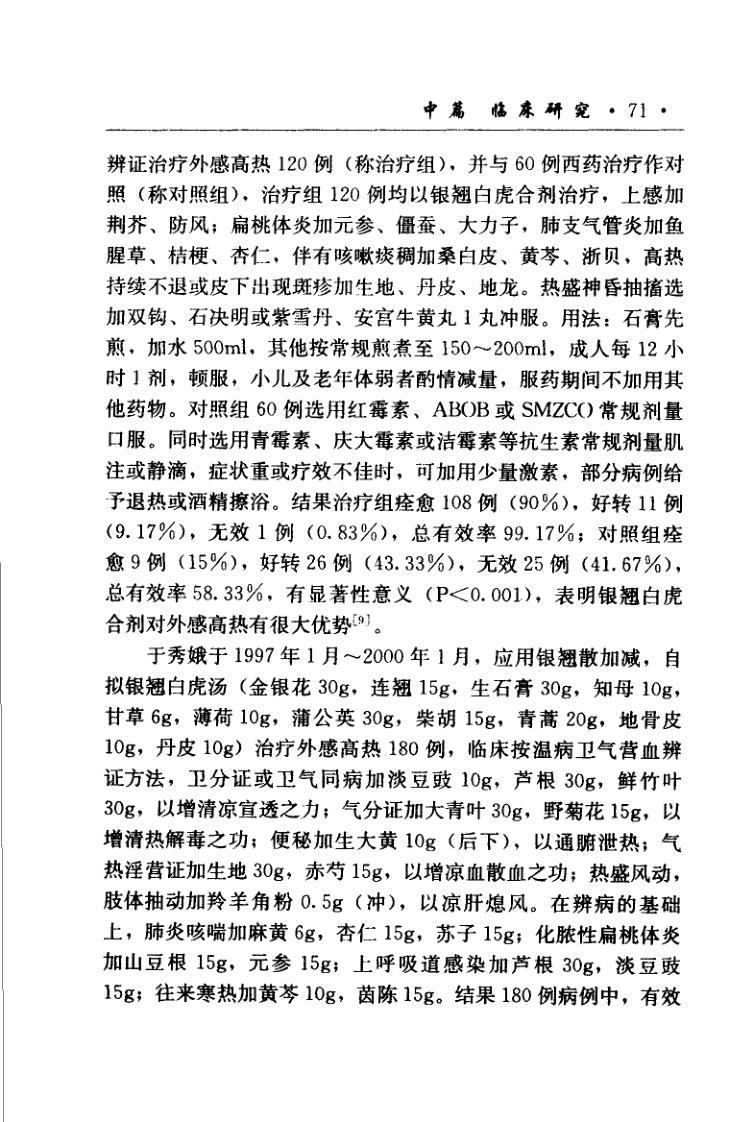 中篇 临床研究 ·71·
辨证治疗外感高热 120 例（称治疗组），并与 60 例西药治疗作对
照（称对照组），治疗组 120 例均以银翘白虎合剂治疗，上感加
荆芥、防风；扁桃体炎加元参、僵蚕、大力子，肺支气管炎加鱼
腥草、桔梗、杏仁，伴有咳嗽痰稠加桑白皮、黄芩、浙贝，高热
持续不退或皮下出现斑疹加生地、丹皮、地龙。热盛神昏抽搐选
加双钩、石决明或紫雪丹、安宫牛黄丸 1 丸冲服。用法：石膏先
煎，加水 500ml，其他按常规煎煮至 150～200ml，成人每 12 小
时 1 剂，顿服，小儿及老年体弱者酌情减量，服药期间不加用其
他药物。对照组 60 例选用红霉素、ABOB 或 SMZCO 常规剂量
口服。同时选用青霉素、庆大霉素或洁霉素等抗生素常规剂量肌
注或静滴，症状重或疗效不佳时，可加用少量激素，部分病例给
予退热或酒精擦浴。结果治疗组痊愈 108 例（90%），好转 11 例
（9.17%），无效 1 例（0.83%），总有效率 99.17%；对照组痊
愈 9 例（15%），好转 26 例（43.33%），无效 25 例（41.67%），
总有效率 58.33%，有显著性意义（P<0.001），表明银翘白虎
合剂对外感高热有很大优势[9]。
于秀娥于 1997 年 1 月～2000 年 1 月，应用银翘散加减，自
拟银翘白虎汤（金银花 30g，连翘 15g，生石膏 30g，知母 10g，
甘草 6g，薄荷 10g，蒲公英 30g，柴胡 15g，青蒿 20g，地骨皮
10g，丹皮 10g）治疗外感高热 180 例，临床按温病卫气营血辨
证方法，卫分证或卫气同病加淡豆豉 10g，芦根 30g，鲜竹叶
30g，以增清凉宣透之力；气分证加大青叶 30g，野菊花 15g，以
增清热解毒之功；便秘加生大黄 10g（后下），以通腑泄热；气
热淫营证加生地 30g，赤芍 15g，以增凉血散血之功；热盛风动，
肢体抽动加羚羊角粉 0.5g（冲），以凉肝熄风。在辨病的基础
上，肺炎咳喘加麻黄 6g，杏仁 15g，苏子 15g；化脓性扁桃体炎
加山豆根 15g，元参 15g；上呼吸道感染加芦根 30g，淡豆豉
15g；往来寒热加黄芩 10g，茵陈 15g。结果 180 例病例中，有效